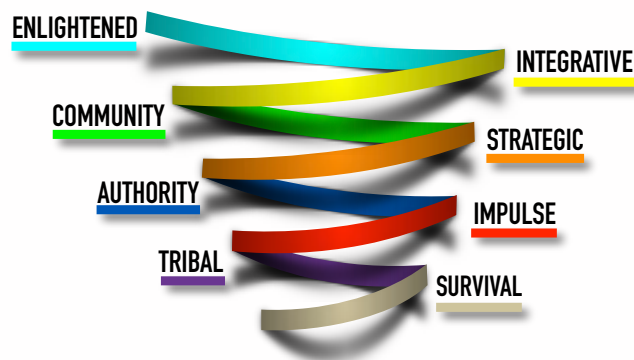 ENLIGHTENED
INTEGRATIVE
COMMUNITY
STRATEGIC
AUTHORITY
IMPULSE
TRIBAL
SURVIVAL